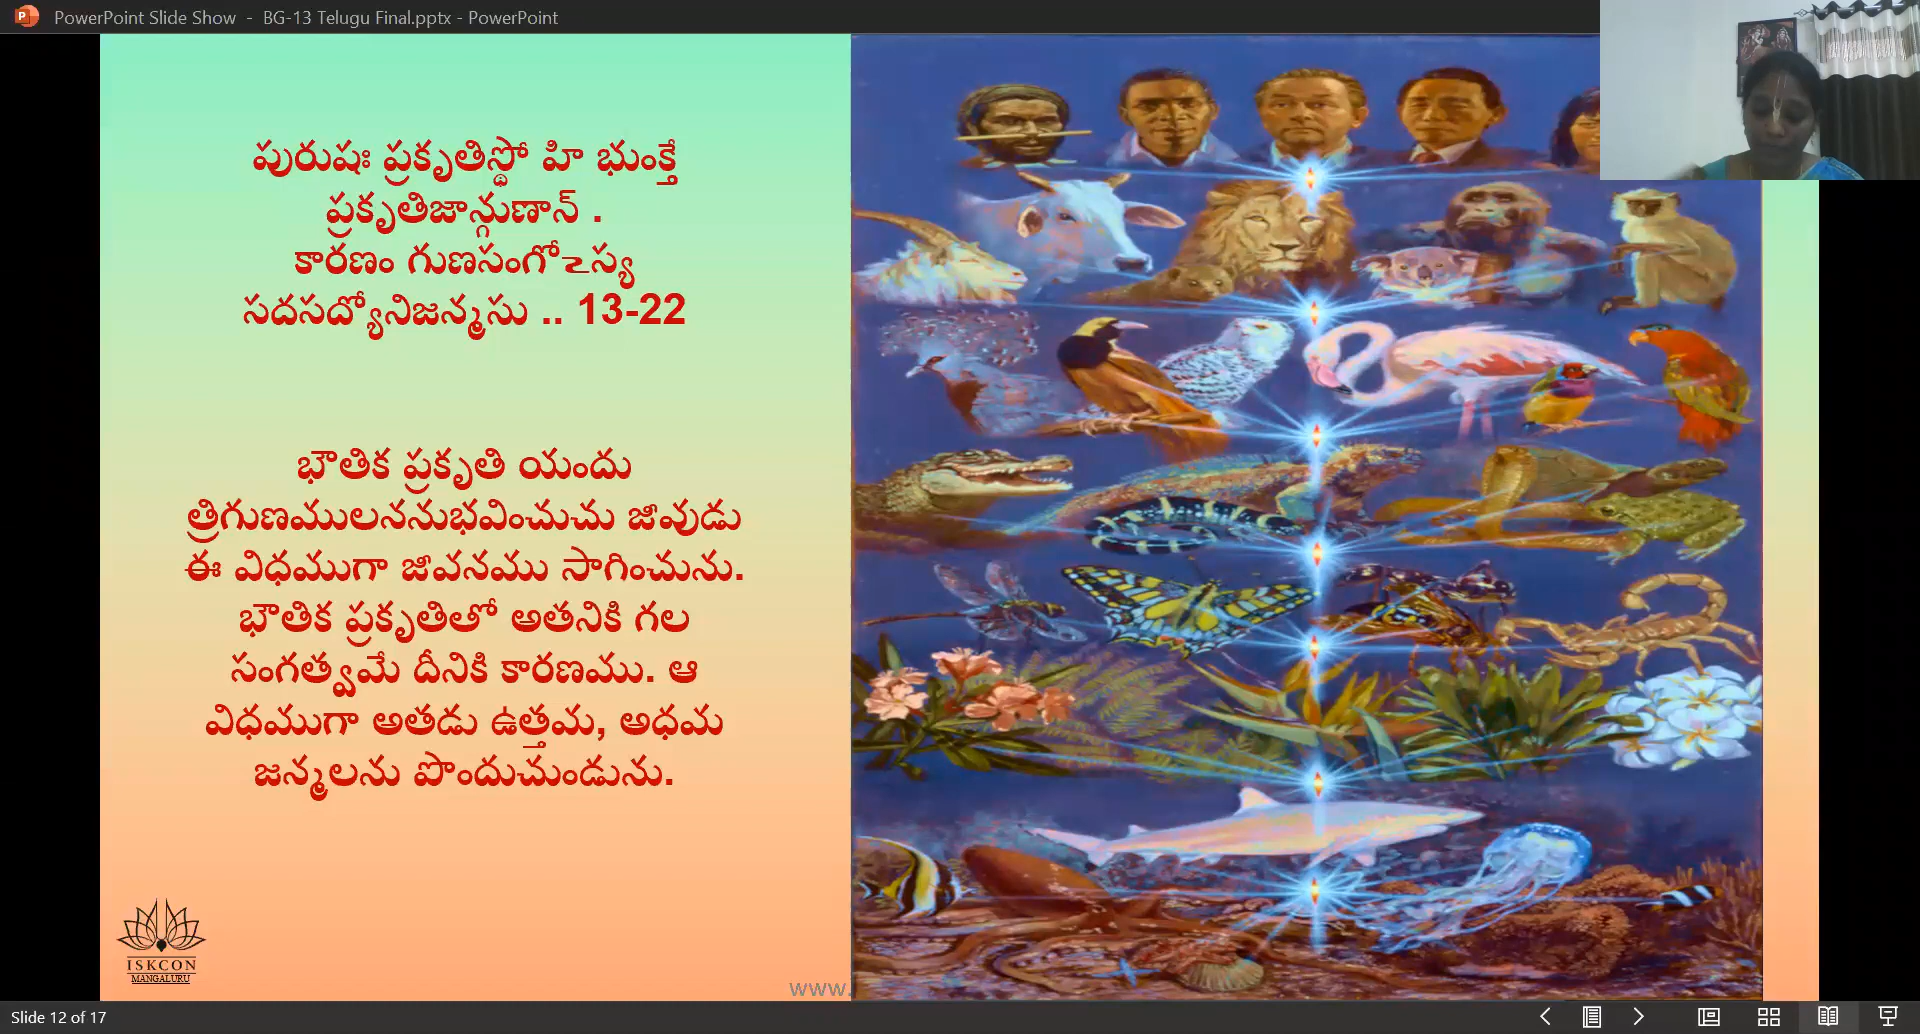 PowerPoint Slide Show - BG-13 Telugu Final.pptx - PowerPoint
పురుషః ప్రకృతిస్థో హి భుంక్తే
ప్రకృతిజాన్గుణాన్ .
కారణం గుణసంగోఽస్య
సదసద్యోనిజన్మసు .. 13-22
భౌతిక ప్రకృతి యందు
త్రిగుణములననుభవించుచు జీవుడు
ఈ విధముగా జీవనము సాగించును.
భౌతిక ప్రకృతితో అతనికి గల
సంగత్వమే దీనికి కారణము. ఆ
విధముగా అతడు ఉత్తమ, అధమ
జన్మలను పొందుచుండును.
ISKCON
MANGALURU
www.
Slide 12 of 17